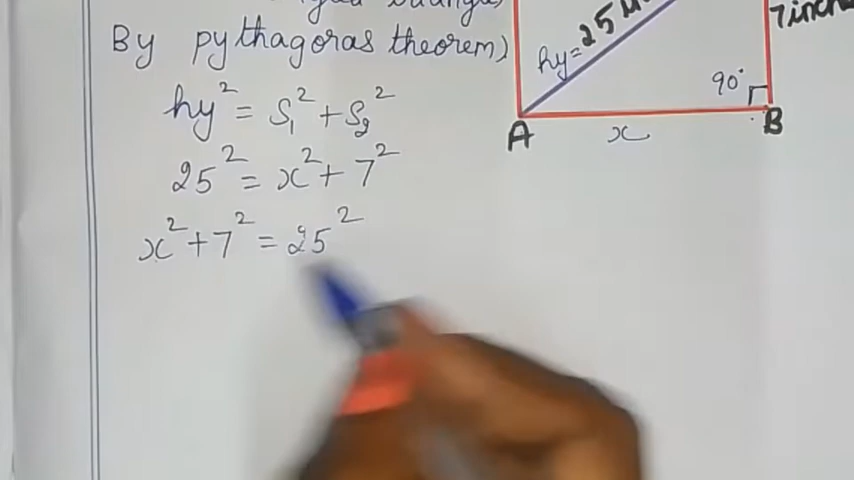 By pythagoras theorem)
hy² = S₁² + S₂²
25² = x² + 7²
x² + 7² = 25²
hy = 25
7 inch
90°
A
x
B